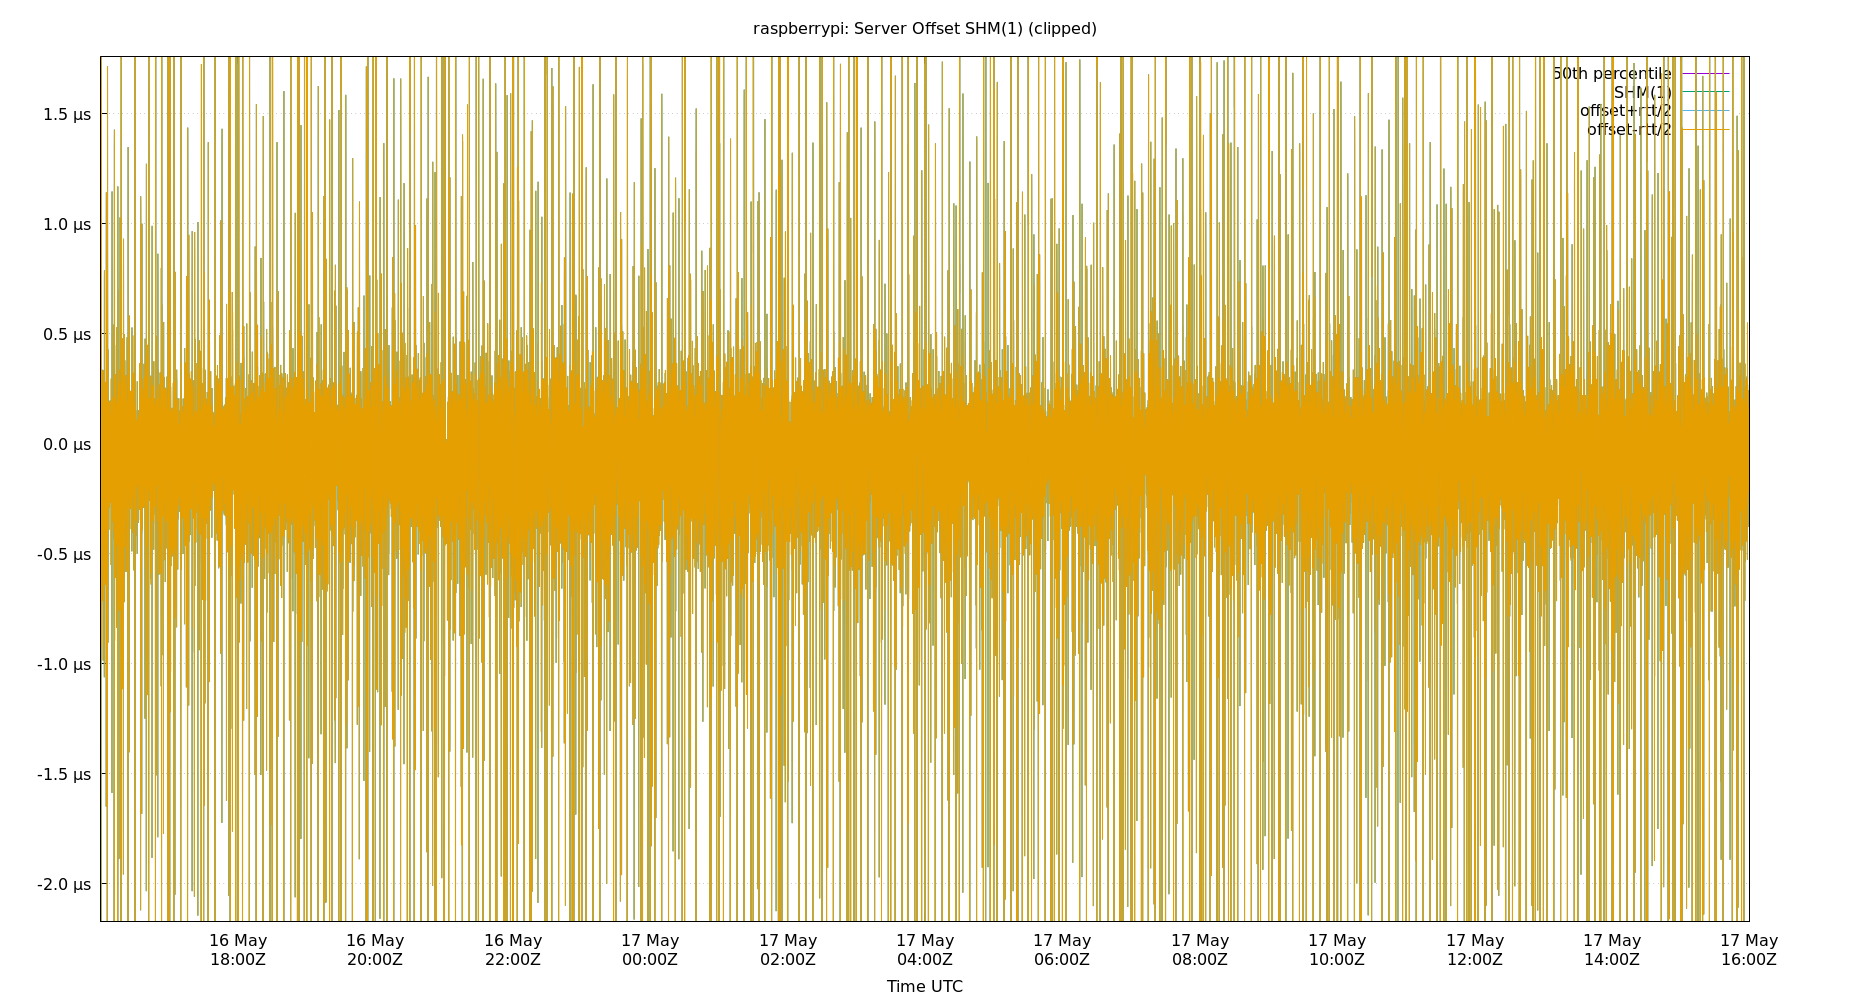 raspberrypi: Server Offset SHM(1) (clipped)
50th percentile
SHM(1)
offset+rtt/2
offset-rtt/2
1.5 µs
1.0 µs
0.5 µs
0.0 µs
-0.5 µs
-1.0 µs
-1.5 µs
-2.0 µs
16 May 16 May 16 May 17 May 17 May 17 May 17 May 17 May 17 May 17 May 17 May 17 May
18:00Z 20:00Z 22:00Z 00:00Z 02:00Z 04:00Z 06:00Z 08:00Z 10:00Z 12:00Z 14:00Z 16:00Z
Time UTC